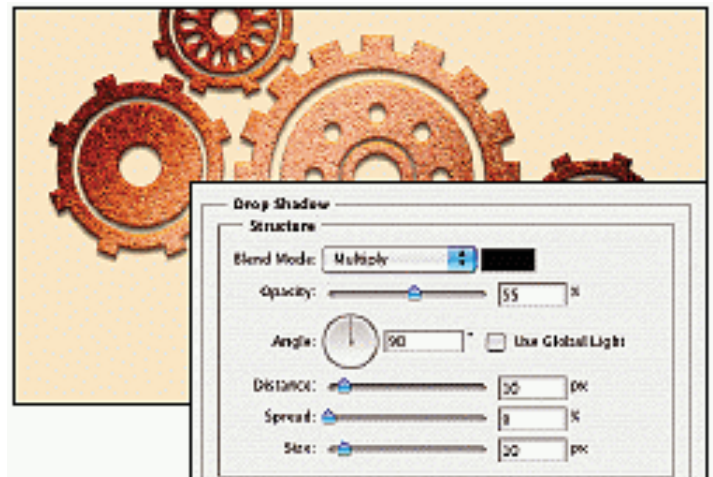 Drop Shadow
Structure
Blend Mode: Multiply
Opacity: 55 %
Angle: 90 ° Use Global Light
Distance: 10 px
Spread: %
Size: 10 px